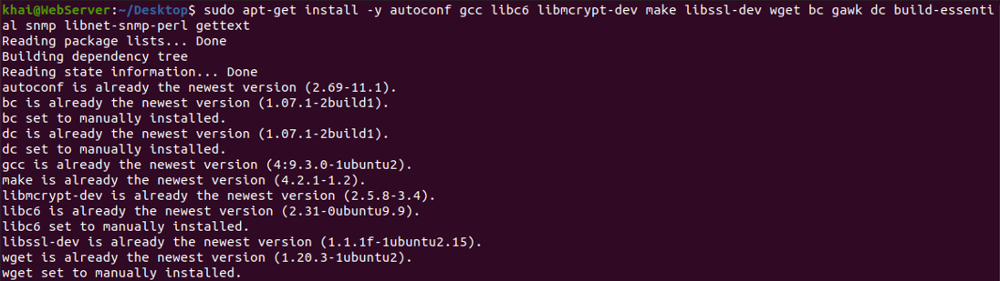 khai@WebServer:~/Desktop$ sudo apt-get install -y autoconf gcc libc6 libmcrypt-dev make libssl-dev wget bc gawk dc build-essenti
al snmp libnet-snmp-perl gettext
Reading package lists... Done
Building dependency tree
Reading state information... Done
autoconf is already the newest version (2.69-11.1).
bc is already the newest version (1.07.1-2build1).
bc set to manually installed.
dc is already the newest version (1.07.1-2build1).
dc set to manually installed.
gcc is already the newest version (4:9.3.0-1ubuntu2).
make is already the newest version (4.2.1-1.2).
libmcrypt-dev is already the newest version (2.5.8-3.4).
libc6 is already the newest version (2.31-0ubuntu9.9).
libc6 set to manually installed.
libssl-dev is already the newest version (1.1.1f-1ubuntu2.15).
wget is already the newest version (1.20.3-1ubuntu2).
wget set to manually installed.